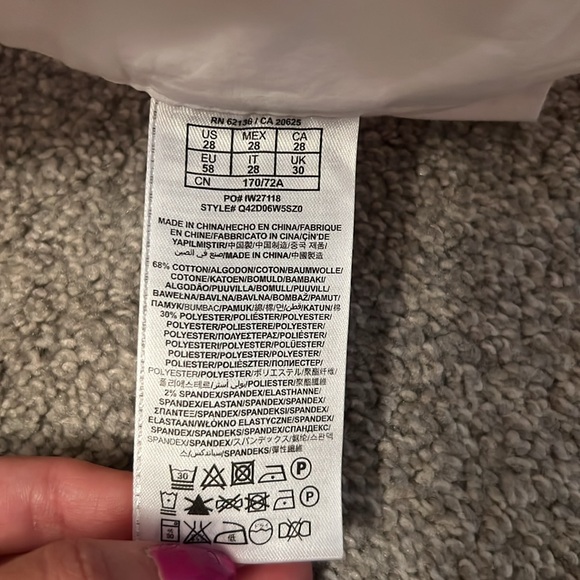 RN 62136 / CA 20625
US MEX CA
28 28 28
EU IT UK
58 28 30
CN 170/72A
PO# IW27118
STYLE# Q42D06W5SZ0
MADE IN CHINA/HECHO EN CHINA/FABRIQUE
EN CHINE/FABBRICATO IN CINA/ÇİN'DE
YAPILMIŞTIR/中国製/中国制造/중국 제품/
صنع في الصين/MADE IN CHINA/中國製造
68% COTTON/ALGODON/COTON/BAUMWOLLE/
COTONE/KATOEN/BOMULD/BAMBAKI/
ALGODÃO/PUUVILLA/BOMULL/PUUVILL/
BAWEŁNA/BAVLNA/BAVLNA/BOMBAŽ/PAMUT/
ПАМУК/BUMBAC/PAMUK/綿/棉/면/قطن/KATUN/棉
30% POLYESTER/POLIÉSTER/POLYESTER/
POLYESTER/POLIESTERE/POLYESTER/
POLYESTER/ΠΟΛΥΕΣΤΕΡΑΣ/POLIÉSTER/
POLYESTERI/POLYESTER/POLÜESTER/
POLIESTER/POLYESTER/POLYESTER/
POLIESTER/POLIÉSZTER/ПОЛИЕСТЕР/
POLYESTER/POLYESTER/ポリエステル/聚酯纤维/
폴리에스테르/بولي أستر/POLIESTER/聚酯纖維
2% SPANDEX/SPANDEX/ELASTHANNE/
SPANDEX/ELASTAN/SPANDEX/SPANDEX/
ΣΠΑΝΤΕΞ/SPANDEX/SPANDEKS/SPANDEX/
ELASTAAN/WŁÓKNO ELASTYCZNE/SPANDEX/
SPANDEX/SPANDEKS/SPANDEX/СПАНДЕКС/
SPANDEX/SPANDEX/スパンデックス/氨纶/스판덱
스/سباندكس/SPANDEKS/彈性纖維
30 P
P
低